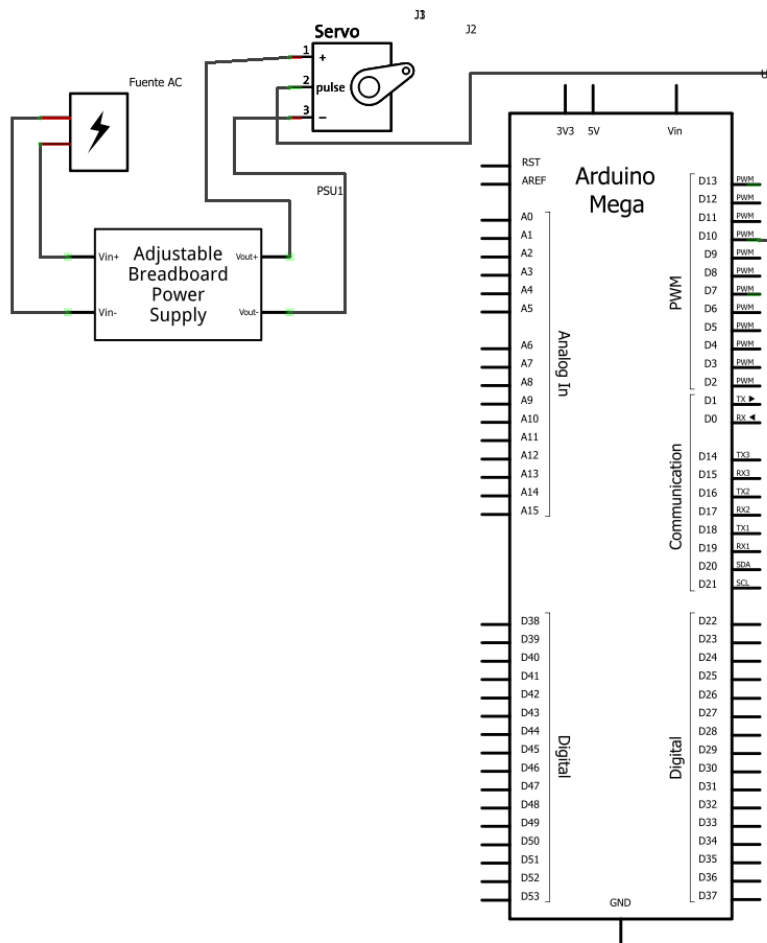 J1
J2
Servo
1
+
2
pulse
3
−
Fuente AC
PSU1
Vin+
Vin-
Adjustable
Breadboard
Power
Supply
Vout+
Vout-
3V3
5V
Vin
RST
AREF
Arduino
Mega
A0
A1
A2
A3
A4
A5
A6
A7
A8
A9
A10
A11
A12
A13
A14
A15
Analog In
D13 PWM
D12 PWM
D11 PWM
D10 PWM
D9 PWM
D8 PWM
D7 PWM
D6 PWM
D5 PWM
D4 PWM
D3 PWM
D2 PWM
PWM
D1 TX ►
D0 RX ◄
D14 TX3
D15 RX3
D16 TX2
D17 RX2
D18 TX1
D19 RX1
D20 SDA
D21 SCL
Communication
D38
D39
D40
D41
D42
D43
D44
D45
D46
D47
D48
D49
D50
D51
D52
D53
Digital
D22
D23
D24
D25
D26
D27
D28
D29
D30
D31
D32
D33
D34
D35
D36
D37
Digital
GND